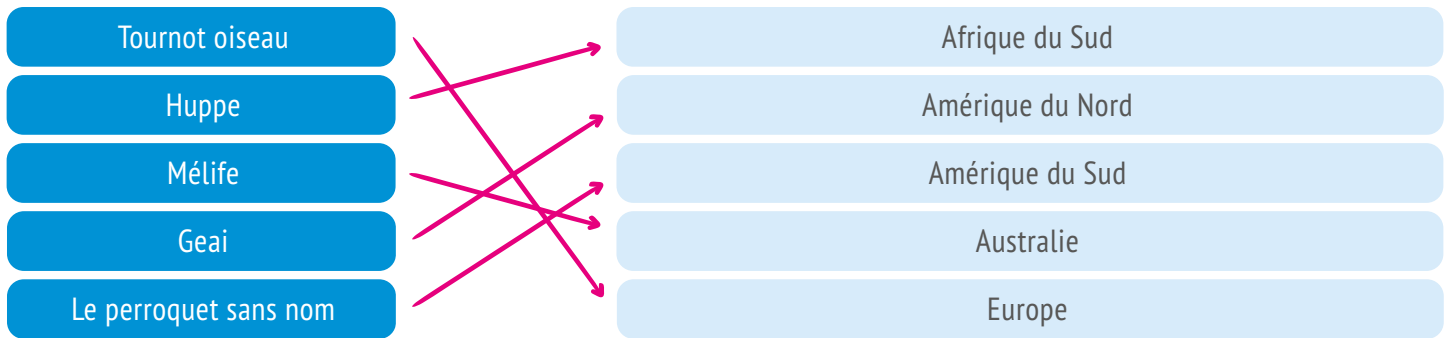 Tournot oiseau
Afrique du Sud
Huppe
Amérique du Nord
Mélife
Amérique du Sud
Geai
Australie
Le perroquet sans nom
Europe